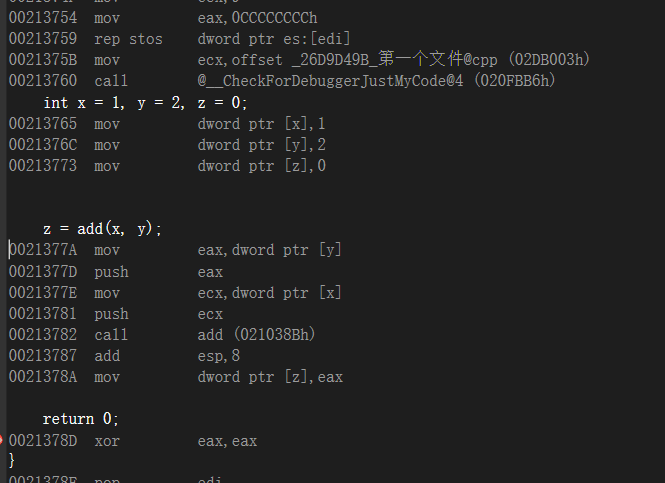 00213754 mov eax,0CCCCCCCCh
00213759 rep stos dword ptr es:[edi]
0021375B mov ecx,offset _26D9D49B_第一个文件@cpp (02DB003h)
00213760 call @__CheckForDebuggerJustMyCode@4 (020FBB6h)
int x = 1, y = 2, z = 0;
00213765 mov dword ptr [x],1
0021376C mov dword ptr [y],2
00213773 mov dword ptr [z],0
z = add(x, y);
0021377A mov eax,dword ptr [y]
0021377D push eax
0021377E mov ecx,dword ptr [x]
00213781 push ecx
00213782 call add (021038Bh)
00213787 add esp,8
0021378A mov dword ptr [z],eax
return 0;
0021378D xor eax,eax
}
0021378F pop edi